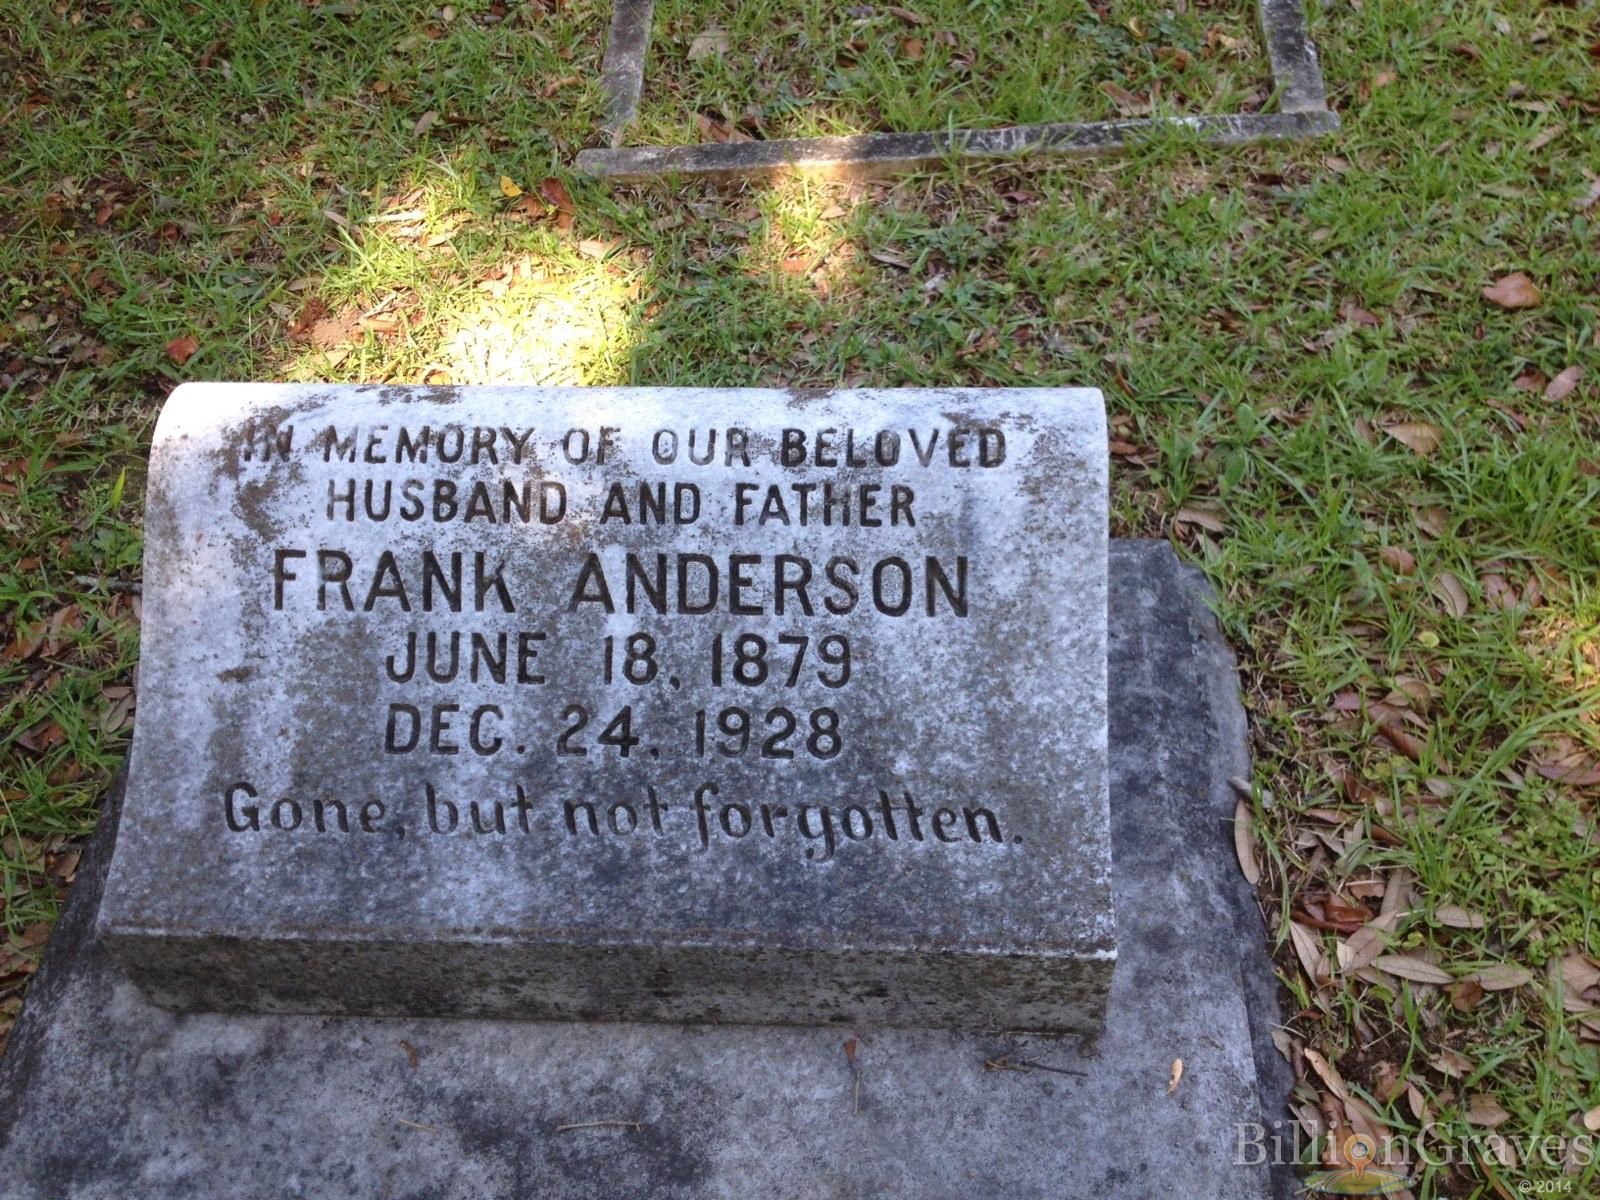 IN MEMORY OF OUR BELOVED
HUSBAND AND FATHER
FRANK ANDERSON
JUNE 18, 1879
DEC. 24, 1928
Gone, but not forgotten.
BillionGraves
© 2014